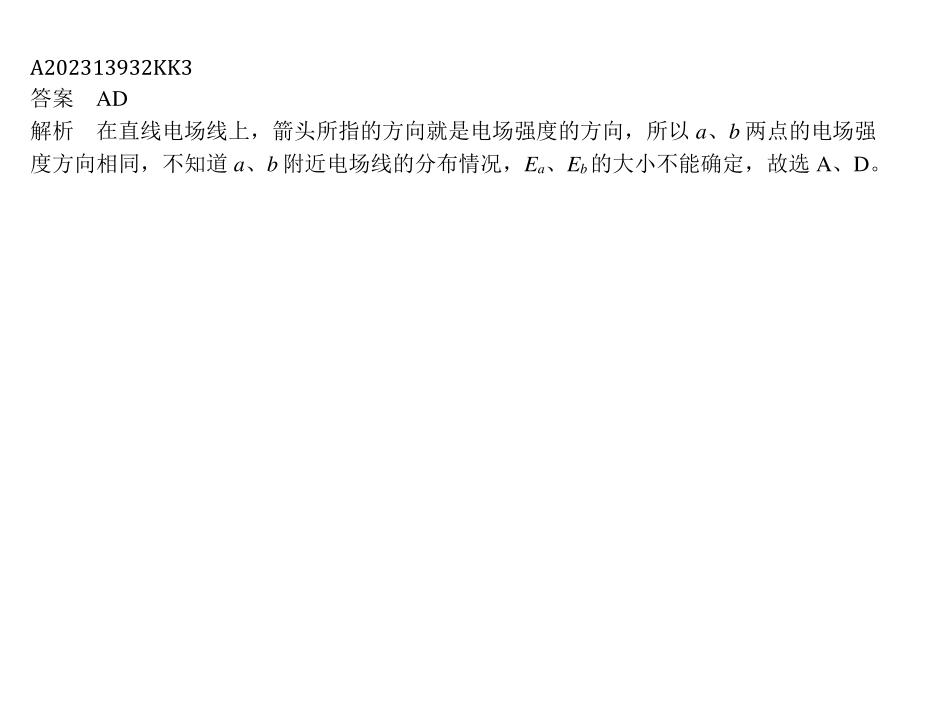 A202313932KK3
答案　AD
解析　在直线电场线上，箭头所指的方向就是电场强度的方向，所以 a、b 两点的电场强
度方向相同，不知道 a、b 附近电场线的分布情况，Eₐ、E_b 的大小不能确定，故选 A、D。